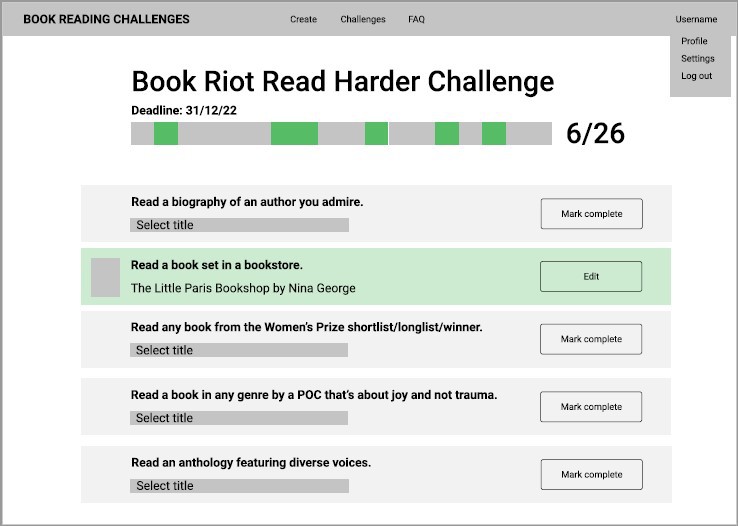 BOOK READING CHALLENGES Create Challenges FAQ Username
Profile
Settings
Log out
Book Riot Read Harder Challenge
Deadline: 31/12/22
6/26
Read a biography of an author you admire.
Select title
Mark complete
Read a book set in a bookstore.
The Little Paris Bookshop by Nina George
Edit
Read any book from the Women’s Prize shortlist/longlist/winner.
Select title
Mark complete
Read a book in any genre by a POC that’s about joy and not trauma.
Select title
Mark complete
Read an anthology featuring diverse voices.
Select title
Mark complete